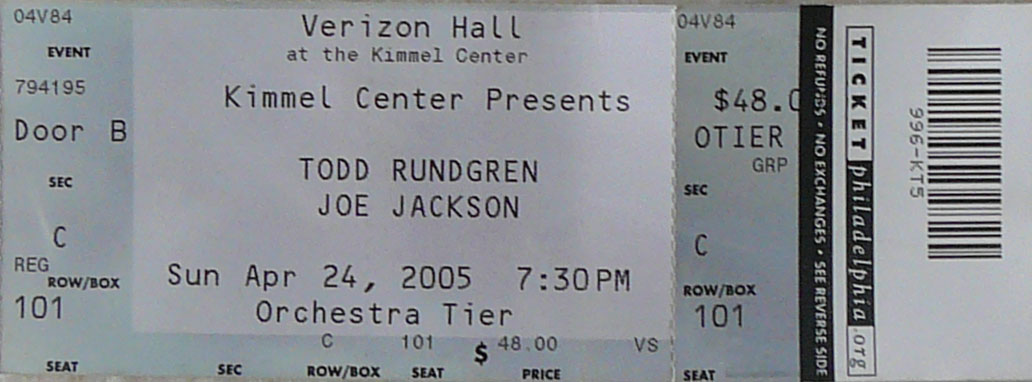 04V84
EVENT
794195
Door B
SEC
C
REG
ROW/BOX
101
SEAT
Verizon Hall
at the Kimmel Center
Kimmel Center Presents
TODD RUNDGREN
JOE JACKSON
Sun Apr 24, 2005 7:30PM
Orchestra Tier
C 101 $ 48.00 VS
SEC ROW/BOX SEAT PRICE
04V84
EVENT
$48.0
OTIER
GRP
SEC
C
ROW/BOX
101
SEAT
NO REFUNDS • NO EXCHANGES • SEE REVERSE SIDE
TICKET philadelphia .org
996-KT5